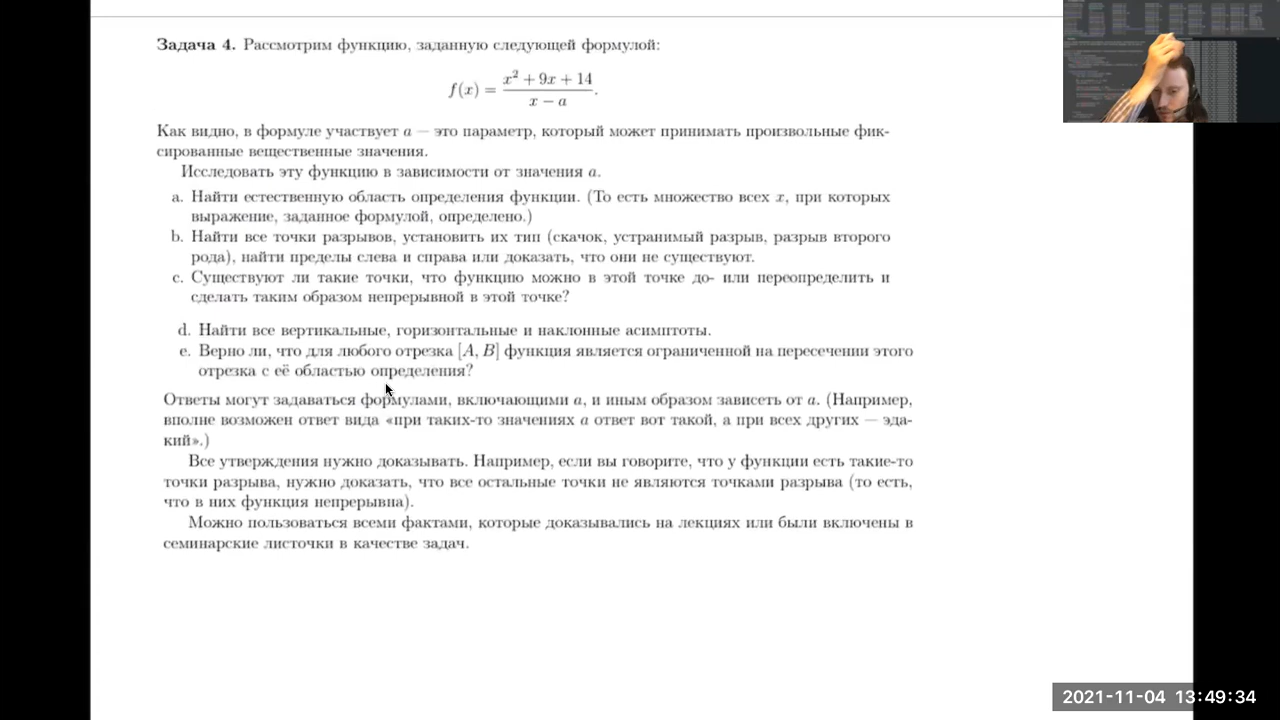 Задача 4. Рассмотрим функцию, заданную следующей формулой:
f(x) = \frac{x^2 + 9x + 14}{x - a}.
Как видно, в формуле участвует a — это параметр, который может принимать произвольные фик-
сированные вещественные значения.
Исследовать эту функцию в зависимости от значения a.
a. Найти естественную область определения функции. (То есть множество всех x, при которых
выражение, заданное формулой, определено.)
b. Найти все точки разрывов, установить их тип (скачок, устранимый разрыв, разрыв второго
рода), найти пределы слева и справа или доказать, что они не существуют.
c. Существуют ли такие точки, что функцию можно в этой точке до- или переопределить и
сделать таким образом непрерывной в этой точке?
d. Найти все вертикальные, горизонтальные и наклонные асимптоты.
e. Верно ли, что для любого отрезка [A, B] функция является ограниченной на пересечении этого
отрезка с её областью определения?
Ответы могут задаваться формулами, включающими a, и иным образом зависеть от a. (Например,
вполне возможен ответ вида «при таких-то значениях a ответ вот такой, а при всех других — эда-
кий».)
Все утверждения нужно доказывать. Например, если вы говорите, что у функции есть такие-то
точки разрыва, нужно доказать, что все остальные точки не являются точками разрыва (то есть,
что в них функция непрерывна).
Можно пользоваться всеми фактами, которые доказывались на лекциях или были включены в
семинарские листочки в качестве задач.
2021-11-04 13:49:34